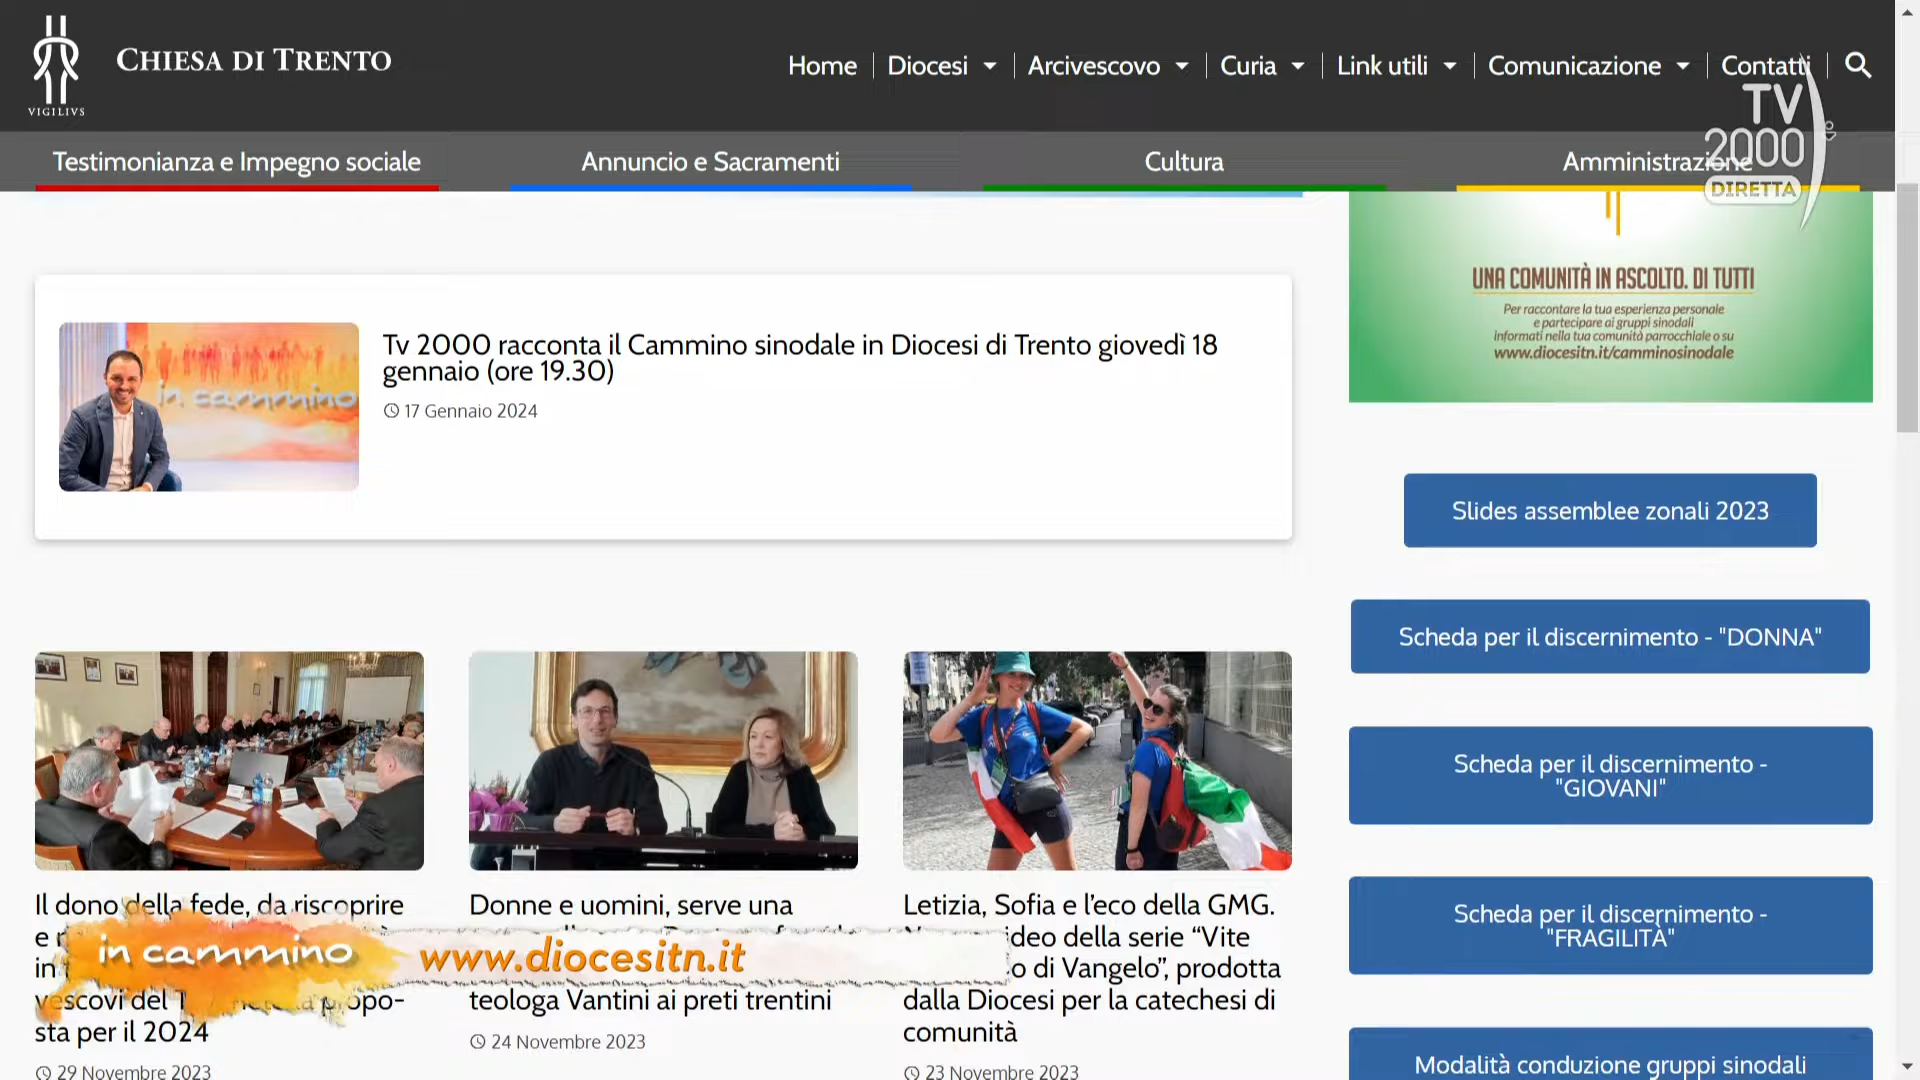 VIGILIVS
CHIESA DI TRENTO
Home
Diocesi
Arcivescovo
Curia
Link utili
Comunicazione
Contatti
TV
2000
DIRETTA
Testimonianza e Impegno sociale
Annuncio e Sacramenti
Cultura
Amministrazione
Tv 2000 racconta il Cammino sinodale in Diocesi di Trento giovedì 18
gennaio (ore 19.30)
17 Gennaio 2024
in cammino
UNA COMUNITÀ IN ASCOLTO. DI TUTTI
Per raccontare la tua esperienza personale
e partecipare ai gruppi sinodali
informati nella tua comunità parrocchiale o su
www.diocesitn.it/camminosinodale
Slides assemblee zonali 2023
Scheda per il discernimento - "DONNA"
Scheda per il discernimento -
"GIOVANI"
Scheda per il discernimento -
"FRAGILITÀ"
Modalità conduzione gruppi sinodali
Il dono della fede, da riscoprire
e
in
vescovi del
sta per il 2024
29 Novembre 2023
Donne e uomini, serve una
teologa Vantini ai preti trentini
24 Novembre 2023
Letizia, Sofia e l'eco della GMG.
della serie "Vite
di Vangelo", prodotta
dalla Diocesi per la catechesi di
comunità
23 Novembre 2023
in cammino
www.diocesitn.it